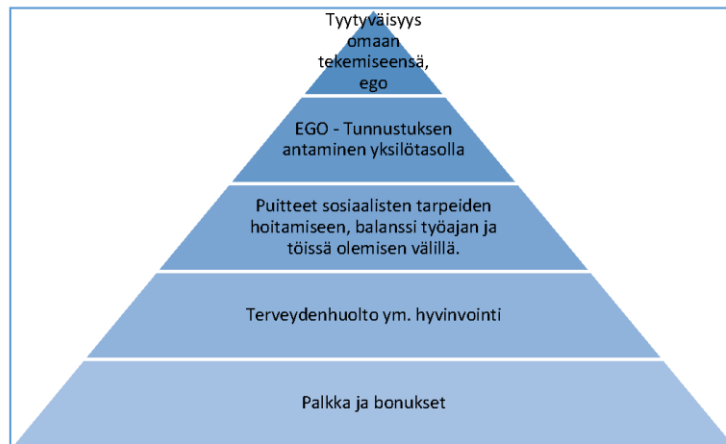 Tyytyväisyys
omaan
tekemiseensä,
ego
EGO - Tunnustuksen
antaminen yksilötasolla
Puitteet sosiaalisten tarpeiden
hoitamiseen, balanssi työajan ja
töissä olemisen välillä.
Terveydenhuolto ym. hyvinvointi
Palkka ja bonukset